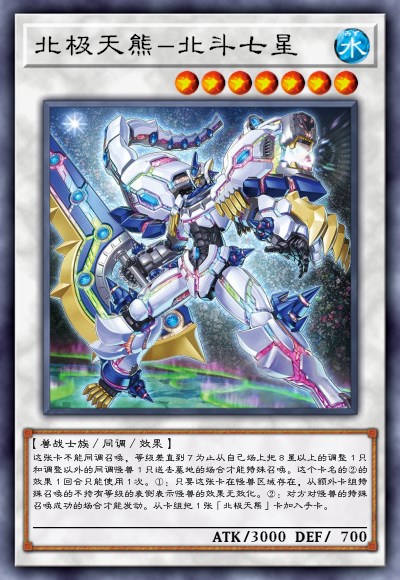 北极天熊-北斗七星
水
【兽战士族/同调/效果】
这张卡不能同调召唤,等级差直到7为止从自己场上把8星以上的调整1只
和调整以外的同调怪兽1只送去墓地的场合才能特殊召唤。这个卡名的②的
效果1回合只能使用1次。①:只要这张卡在怪兽区域存在,从额外卡组特
殊召唤的不持有等级的表侧表示怪兽的效果无效化。②:对方对怪兽的特殊
召唤成功的场合才能发动。从卡组把1张「北极天熊」卡加入手卡。
ATK/3000 DEF/ 700